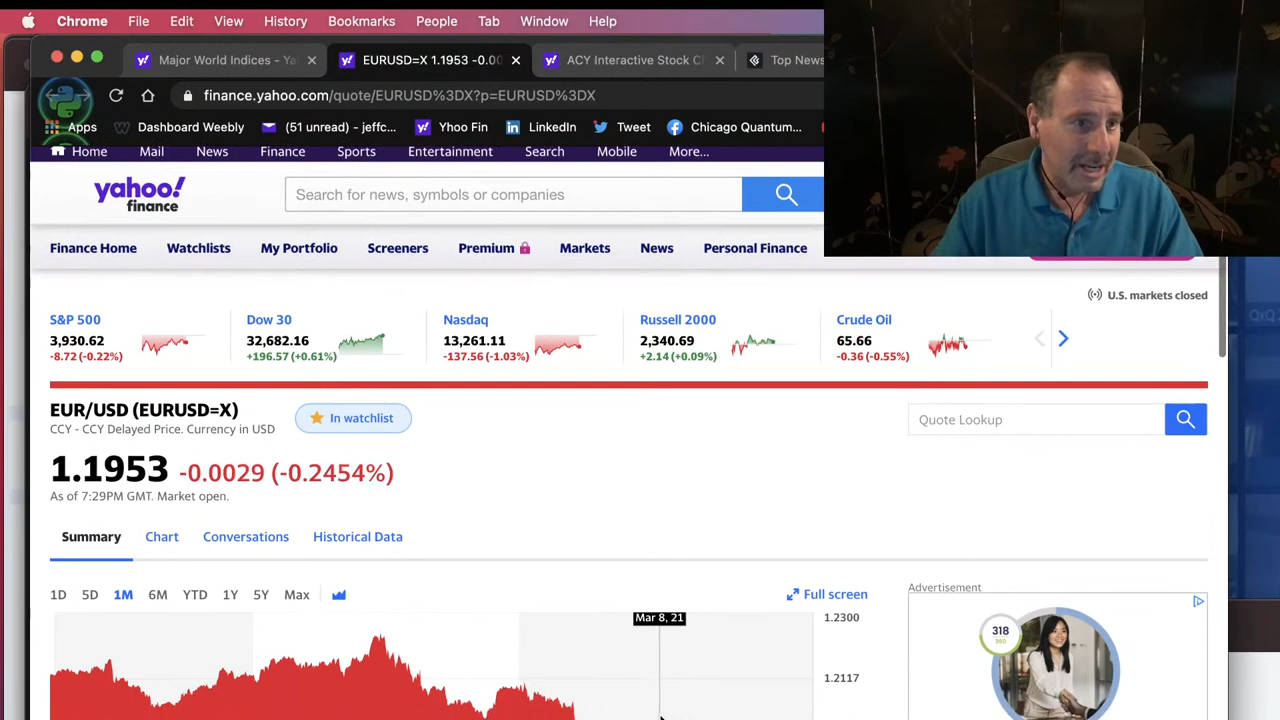 Chrome File Edit View History Bookmarks People Tab Window Help
Major World Indices - Ya
EURUSD=X 1.1953 -0.00
ACY Interactive Stock Ch
Top News
finance.yahoo.com/quote/EURUSD%3DX?p=EURUSD%3DX
Apps Dashboard Weekly (51 unread) - jeffc... Yhoo Fin LinkedIn Tweet Chicago Quantum...
Home Mail News Finance Sports Entertainment Search Mobile More...
yahoo!
finance
Search for news, symbols or companies
Finance Home Watchlists My Portfolio Screeners Premium Markets News Personal Finance
U.S. markets closed
S&P 500
3,930.62
-8.72 (-0.22%)
Dow 30
32,682.16
+196.57 (+0.61%)
Nasdaq
13,261.11
-137.56 (-1.03%)
Russell 2000
2,340.69
+2.14 (+0.09%)
Crude Oil
65.66
-0.36 (-0.55%)
EUR/USD (EURUSD=X)
CCY - CCY Delayed Price. Currency in USD
In watchlist
Quote Lookup
1.1953 -0.0029 (-0.2454%)
As of 7:29PM GMT. Market open.
Summary Chart Conversations Historical Data
1D 5D 1M 6M YTD 1Y 5Y Max
Full screen
Advertisement
Mar 8, 21
1.2300
1.2117
318
360
QxQ